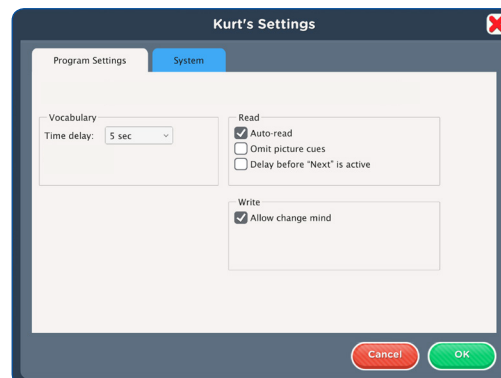 Kurt's Settings
Program Settings
System
Vocabulary
Time delay: 5 sec
Read
Auto-read
Omit picture cues
Delay before "Next" is active
Write
Allow change mind
Cancel
OK